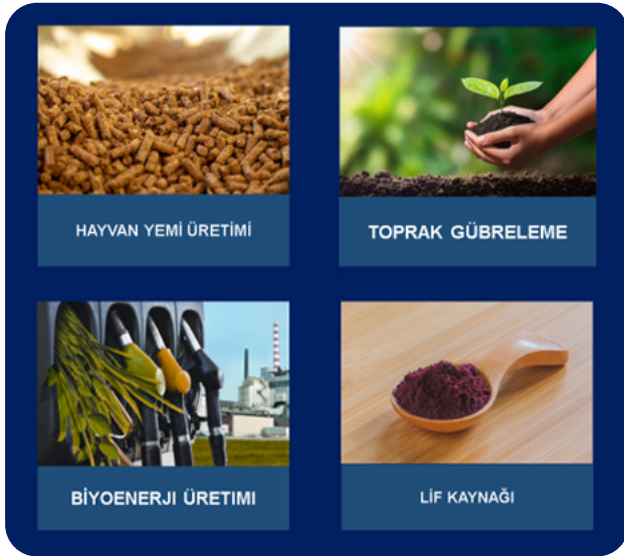 HAYVAN YEMİ ÜRETİMİ
TOPRAK GÜBRELEME
BİYOENERJI ÜRETIMI
LİF KAYNAĞI